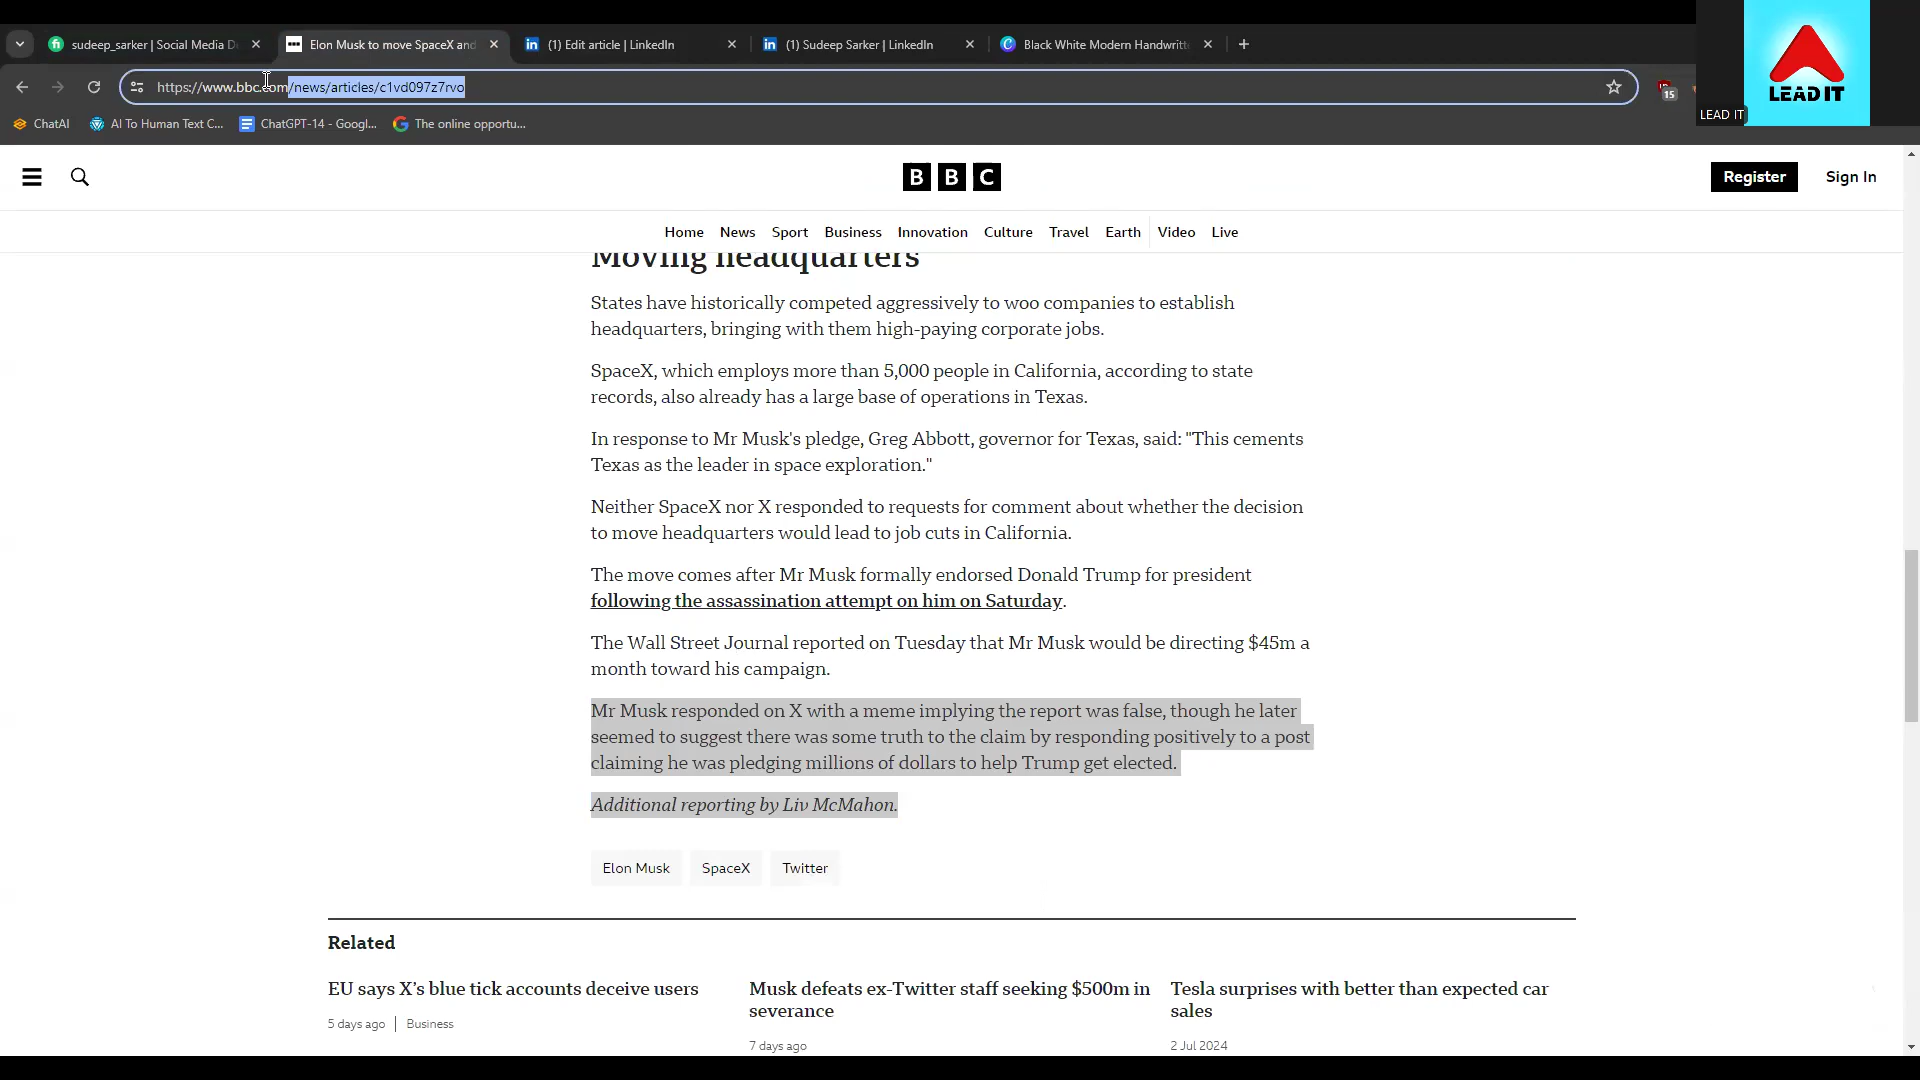 sudeep_sarker | Social Media D
Elon Musk to move SpaceX and
(1) Edit article | LinkedIn
(1) Sudeep Sarker | LinkedIn
Black White Modern Handwritt
https://www.bbc.com/news/articles/c1vd097z7rvo
15
LEAD IT
LEAD IT
ChatAI
AI To Human Text C...
ChatGPT-14 - Googl...
The online opportu...
BBC
Register
Sign In
Home
News
Sport
Business
Innovation
Culture
Travel
Earth
Video
Live
Moving headquarters
States have historically competed aggressively to woo companies to establish
headquarters, bringing with them high-paying corporate jobs.
SpaceX, which employs more than 5,000 people in California, according to state
records, also already has a large base of operations in Texas.
In response to Mr Musk's pledge, Greg Abbott, governor for Texas, said: "This cements
Texas as the leader in space exploration."
Neither SpaceX nor X responded to requests for comment about whether the decision
to move headquarters would lead to job cuts in California.
The move comes after Mr Musk formally endorsed Donald Trump for president
following the assassination attempt on him on Saturday.
The Wall Street Journal reported on Tuesday that Mr Musk would be directing $45m a
month toward his campaign.
Mr Musk responded on X with a meme implying the report was false, though he later
seemed to suggest there was some truth to the claim by responding positively to a post
claiming he was pledging millions of dollars to help Trump get elected.
Additional reporting by Liv McMahon.
Elon Musk
SpaceX
Twitter
Related
EU says X's blue tick accounts deceive users
5 days ago | Business
Musk defeats ex-Twitter staff seeking $500m in
severance
7 days ago
Tesla surprises with better than expected car
sales
2 Jul 2024